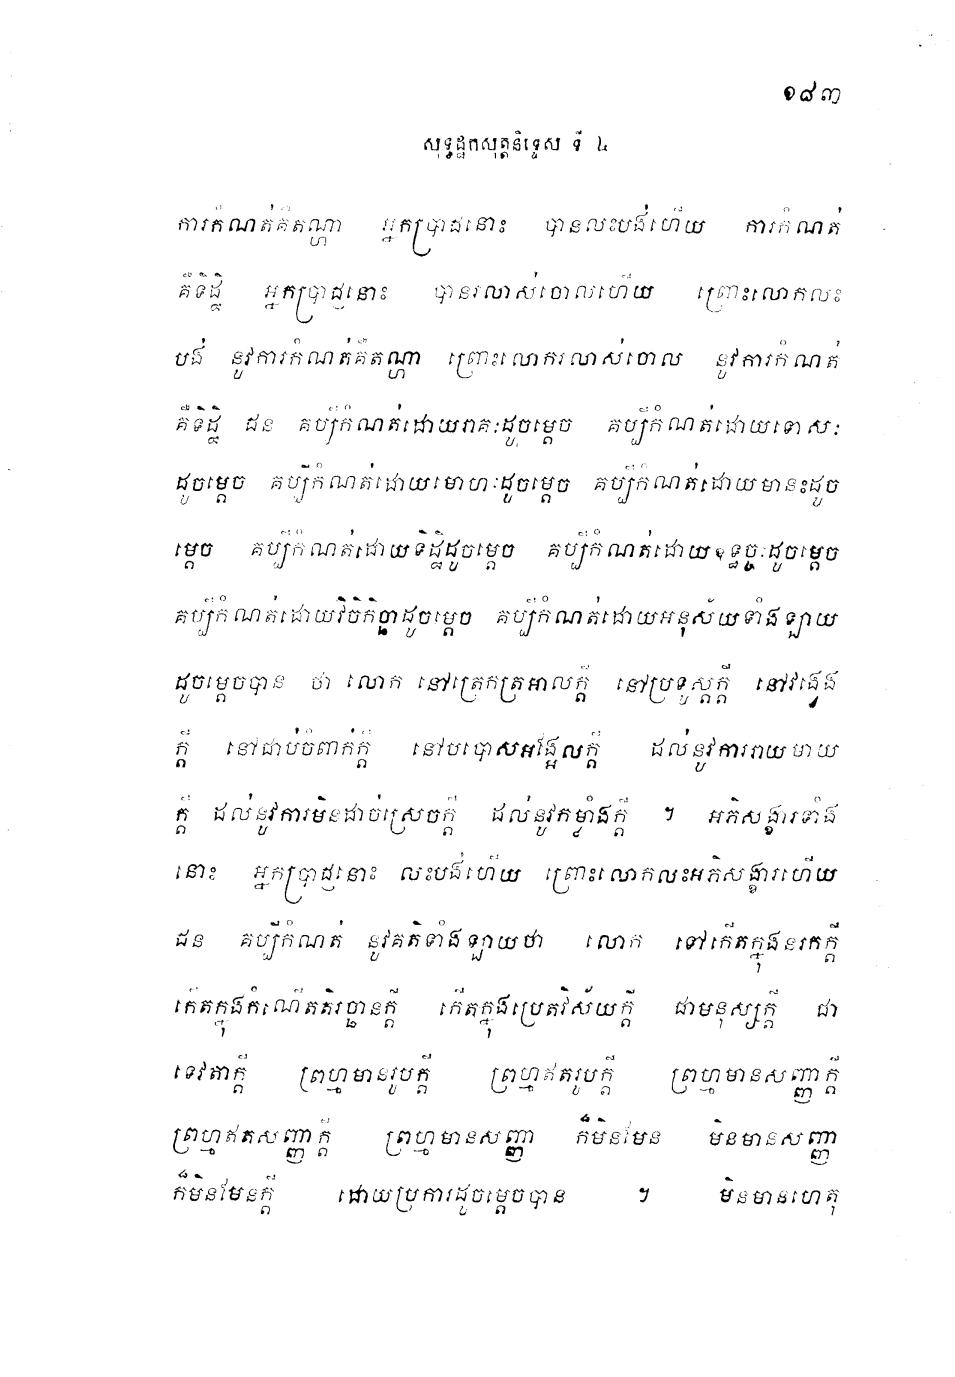 ១៨៣
សុទ្ធដ្ឋកសុត្តនិទ្ទេស ទី ៤
ការកំណត់គឺតណ្ហា អ្នកប្រាជ្ញនោះ បានលះបង់ហើយ ការកំណត់
គឺទិដ្ឋិ អ្នកប្រាជ្ញនោះ បានរលាស់ចោលហើយ ព្រោះលោកលះ
បង់ នូវការកំណត់គឺតណ្ហា ព្រោះលោករលាស់ចោល នូវការកំណត់
គឺទិដ្ឋិ ជន គប្បីកំណត់ដោយរាគៈដូចម្តេច គប្បីកំណត់ដោយទោសៈ
ដូចម្តេច គប្បីកំណត់ដោយមោហៈដូចម្តេច គប្បីកំណត់ដោយមានះដូច
ម្តេច គប្បីកំណត់ដោយទិដ្ឋិដូចម្តេច គប្បីកំណត់ដោយឧទ្ធច្ចៈដូចម្តេច
គប្បីកំណត់ដោយវិចិកិច្ឆាដូចម្តេច គប្បីកំណត់ដោយអនុស័យទាំងឡាយ
ដូចម្តេចបាន ថា លោក នៅត្រេកត្រអាលក្តី នៅប្រទូស្តក្តី នៅវង្វេង
ក្តី នៅជាប់ចំពាក់ក្តី នៅបបោសអង្អែលក្តី ដល់នូវការរាយមាយ
ក្តី ដល់នូវការមិនដាច់ស្រេចក្តី ដល់នូវកម្លាំងក្តី ។ អភិសង្ខារទាំង
នោះ អ្នកប្រាជ្ញនោះ លះបង់ហើយ ព្រោះលោកលះអភិសង្ខារហើយ
ជន គប្បីកំណត់ នូវគតិទាំងឡាយថា លោក ទៅកើតក្នុងនរកក្តី
កើតក្នុងកំណើតតិរច្ឆានក្តី កើតក្នុងប្រេតវិស័យក្តី ជាមនុស្សក្តី ជា
ទេវតាក្តី ព្រហ្មមានរូបក្តី ព្រហ្មឥតរូបក្តី ព្រហ្មមានសញ្ញាក្តី
ព្រហ្មឥតសញ្ញាក្តី ព្រហ្មមានសញ្ញា ក៏មិនមែន មិនមានសញ្ញា
ក៏មិនមែនក្តី ដោយប្រការដូចម្តេចបាន ។ មិនមានហេតុ